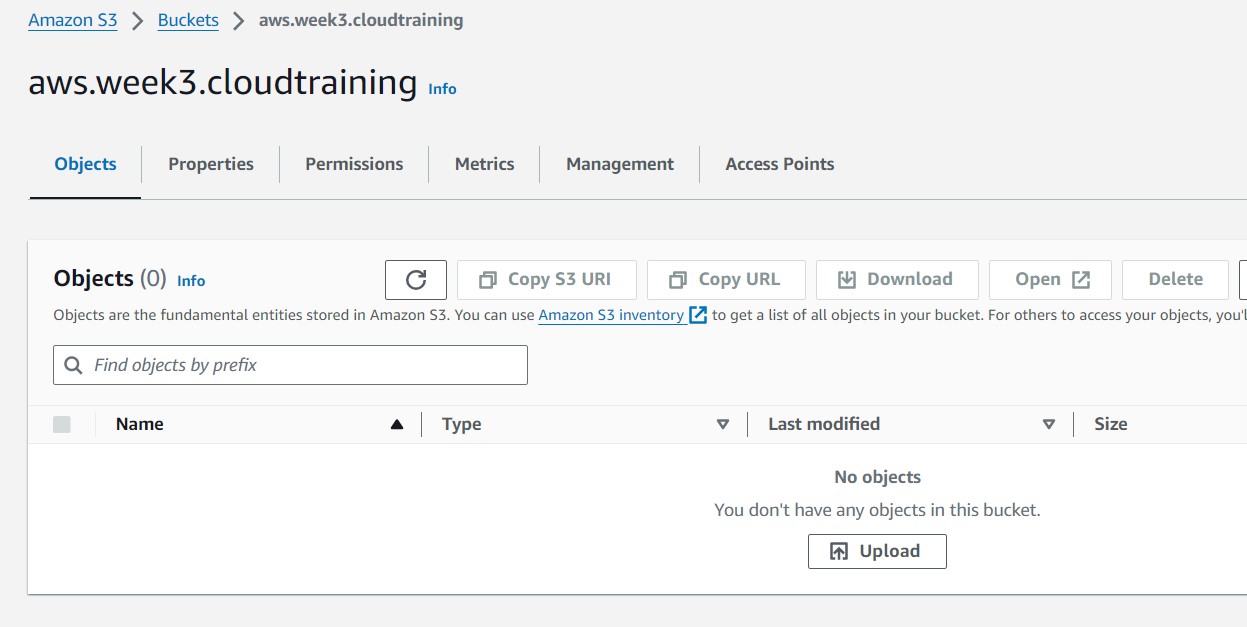 Amazon S3 > Buckets > aws.week3.cloudtraining
aws.week3.cloudtraining Info
Objects Properties Permissions Metrics Management Access Points
Objects (0) Info Copy S3 URI Copy URL Download Open Delete
Objects are the fundamental entities stored in Amazon S3. You can use Amazon S3 inventory to get a list of all objects in your bucket. For others to access your objects, you'l
Find objects by prefix
Name Type Last modified Size
No objects
You don't have any objects in this bucket.
Upload